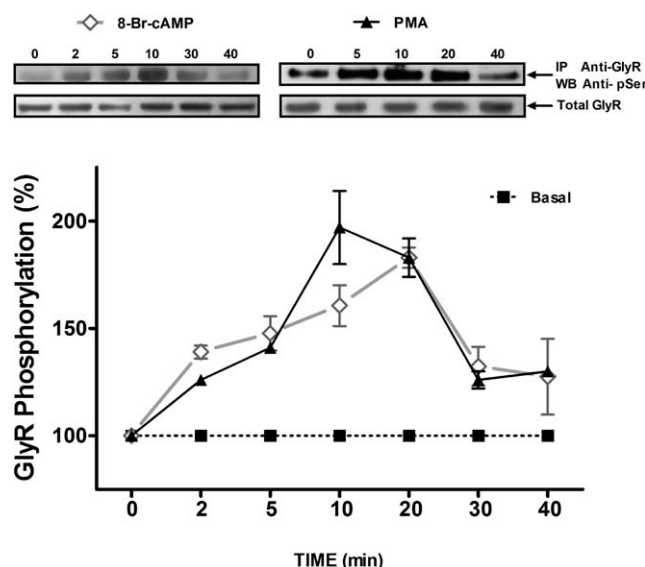 8-Br-cAMP PMA
0 2 5 10 30 40 0 5 10 20 40
IP Anti-GlyR
WB Anti- pSer
Total GlyR
GlyR Phosphorylation (%)
200
150
100
Basal
0 2 5 10 20 30 40
TIME (min)